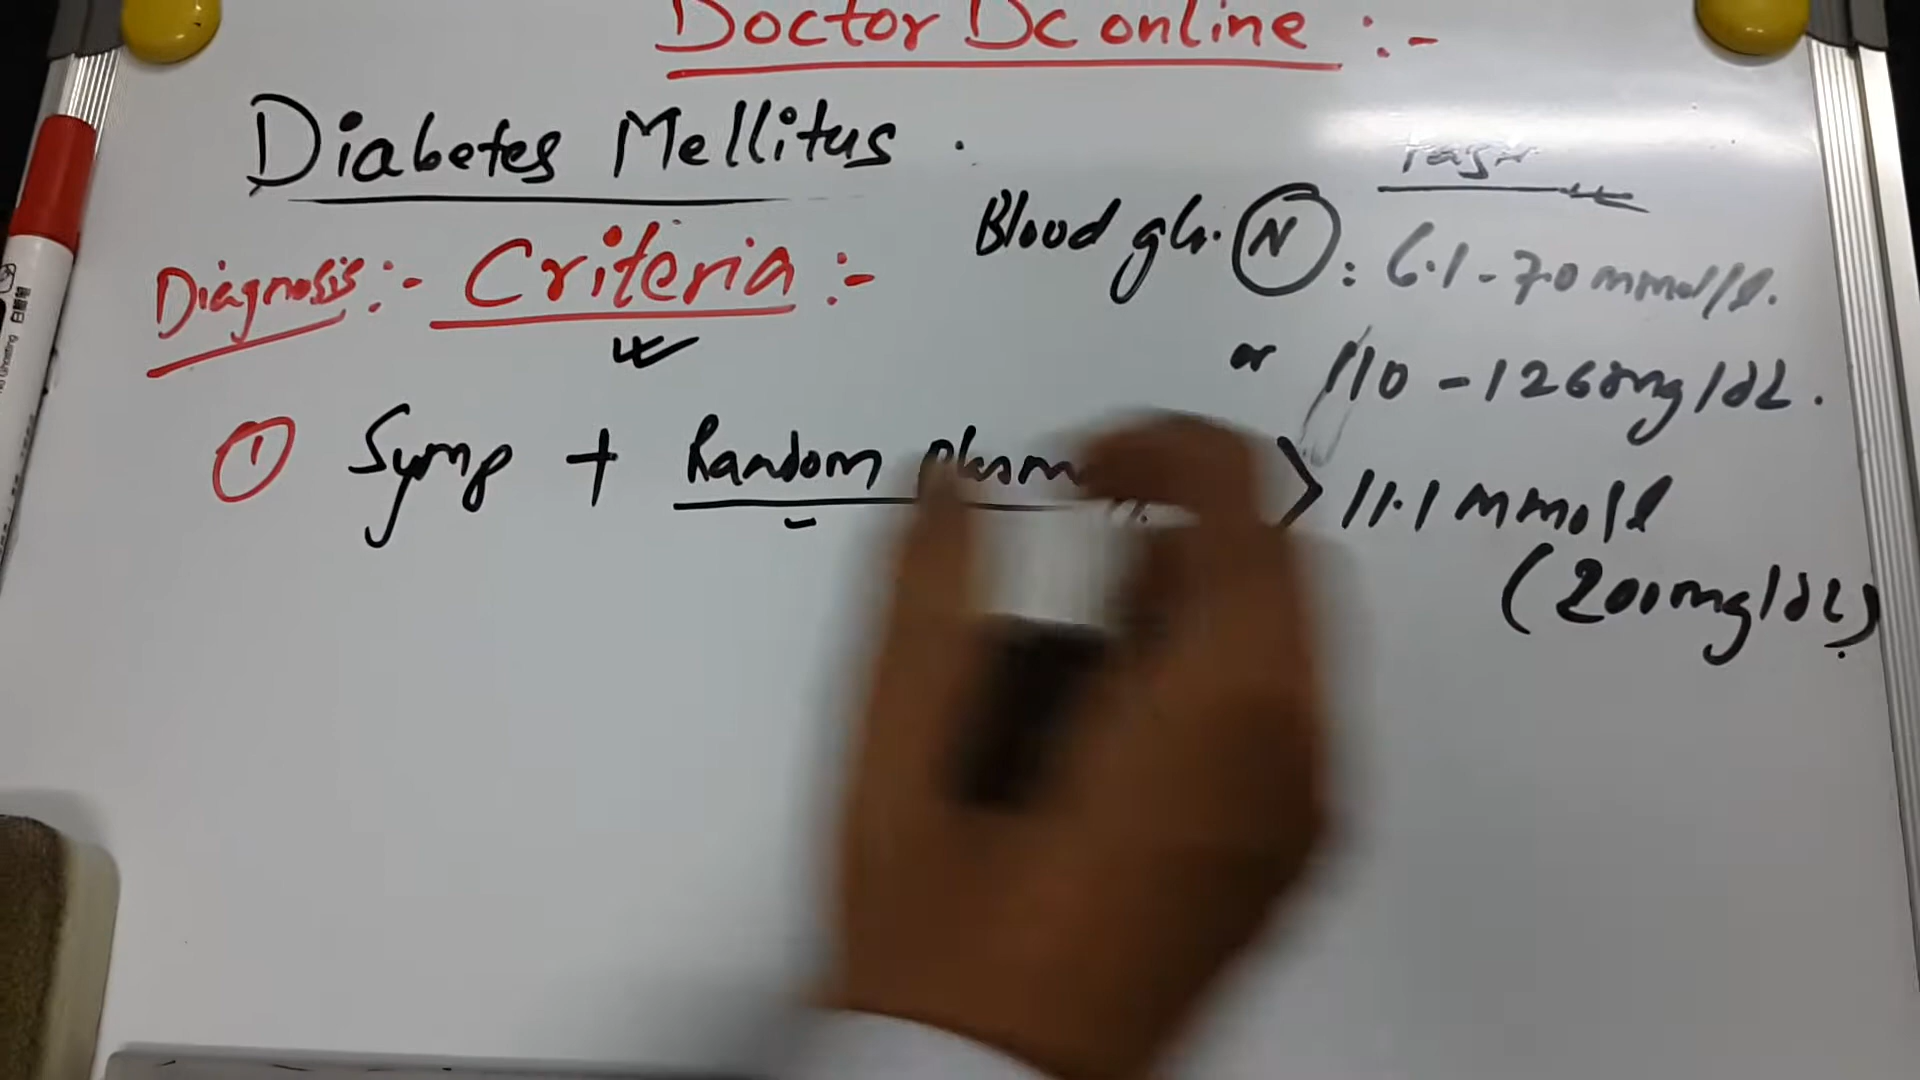 Doctor Dc online :-
Diabetes Mellitus .
Blood glu. N : 6.1 - 7.0 mmol/l.
Diagnosis :- Criteria :-
or 110 - 126 mg/dL.
1 Symp + Random plasma > 11.1 mmol/l
(200 mg/dL)